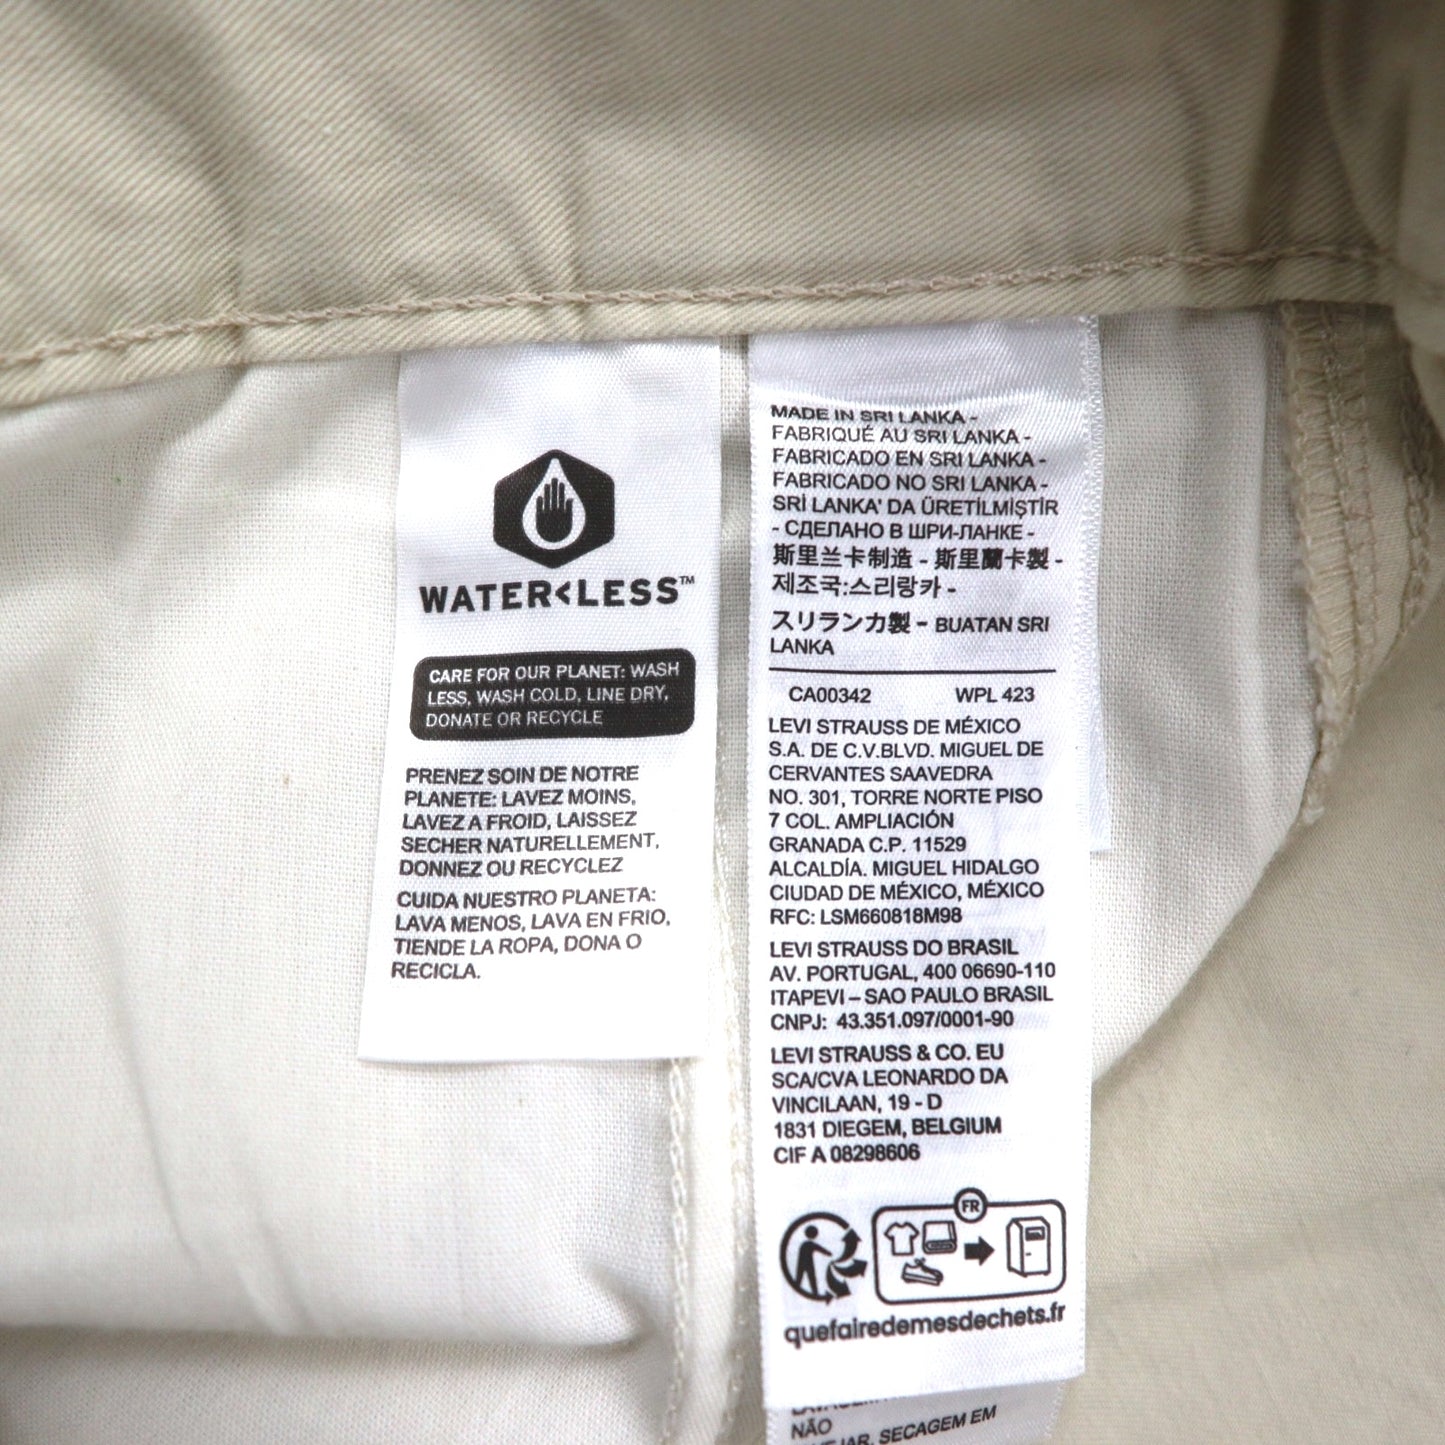 WATER<LESS™
CARE FOR OUR PLANET: WASH
LESS, WASH COLD, LINE DRY,
DONATE OR RECYCLE
PRENEZ SOIN DE NOTRE
PLANETE: LAVEZ MOINS,
LAVEZ A FROID, LAISSEZ
SECHER NATURELLEMENT,
DONNEZ OU RECYCLEZ
CUIDA NUESTRO PLANETA:
LAVA MENOS, LAVA EN FRIO,
TIENDE LA ROPA, DONA O
RECICLA.
MADE IN SRI LANKA -
FABRIQUÉ AU SRI LANKA -
FABRICADO EN SRI LANKA -
FABRICADO NO SRI LANKA -
SRİ LANKA' DA ÜRETİLMİŞTİR
- СДЕЛАНО В ШРИ-ЛАНКЕ -
斯里兰卡制造 - 斯里蘭卡製 -
제조국:스리랑카 -
スリランカ製 - BUATAN SRI
LANKA
CA00342 WPL 423
LEVI STRAUSS DE MÉXICO
S.A. DE C.V.BLVD. MIGUEL DE
CERVANTES SAAVEDRA
NO. 301, TORRE NORTE PISO
7 COL. AMPLIACIÓN
GRANADA C.P. 11529
ALCALDÍA. MIGUEL HIDALGO
CIUDAD DE MÉXICO, MÉXICO
RFC: LSM660818M98
LEVI STRAUSS DO BRASIL
AV. PORTUGAL, 400 06690-110
ITAPEVI – SAO PAULO BRASIL
CNPJ: 43.351.097/0001-90
LEVI STRAUSS & CO. EU
SCA/CVA LEONARDO DA
VINCILAAN, 19 - D
1831 DIEGEM, BELGIUM
CIF A 08298606
FR
quefairedemesdechets.fr
NÃO
SECAGEM EM